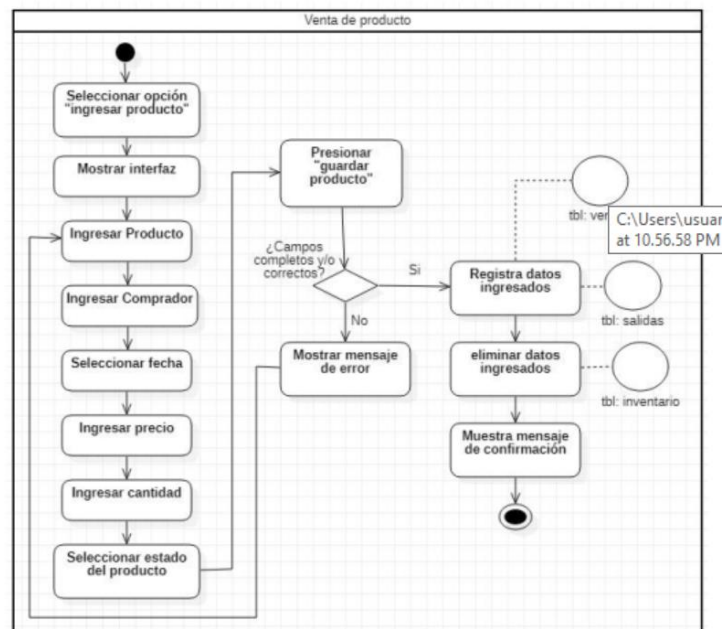 Venta de producto
Seleccionar opción
"ingresar producto"
Mostrar interfaz
Ingresar Producto
Ingresar Comprador
Seleccionar fecha
Ingresar precio
Ingresar cantidad
Seleccionar estado
del producto
Presionar
"guardar
producto"
¿Campos
completos y/o
correctos?
Si
No
Mostrar mensaje
de error
Registra datos
ingresados
eliminar datos
ingresados
Muestra mensaje
de confirmación
tbl:
C:\Users\usuar
at 10.56.58 PM
tbl: salidas
tbl: inventario